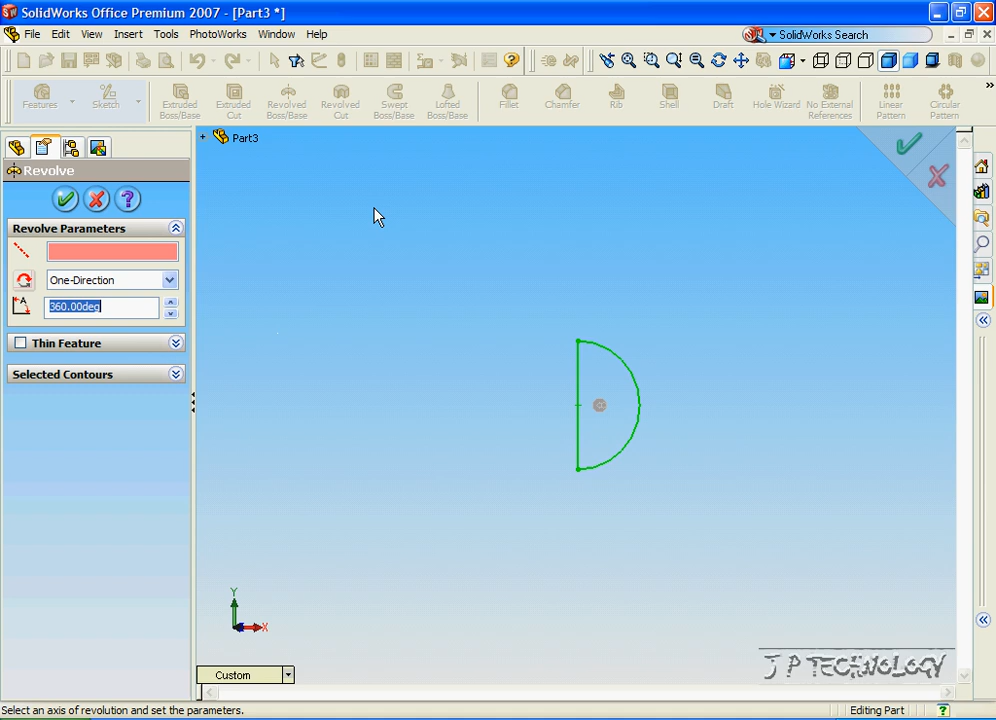 SolidWorks Office Premium 2007 - [Part3 *]
File Edit View Insert Tools PhotoWorks Window Help SolidWorks Search
Features Sketch Extruded Boss/Base Extruded Cut Revolved Boss/Base Revolved Cut Swept Boss/Base Lofted Boss/Base Fillet Chamfer Rib Shell Draft Hole Wizard No External References Linear Pattern Circular Pattern
Part3
Revolve
Revolve Parameters
One-Direction
360.00deg
Thin Feature
Selected Contours
Y
X
Custom
J P TECHNOLOGY
Select an axis of revolution and set the parameters. Editing Part